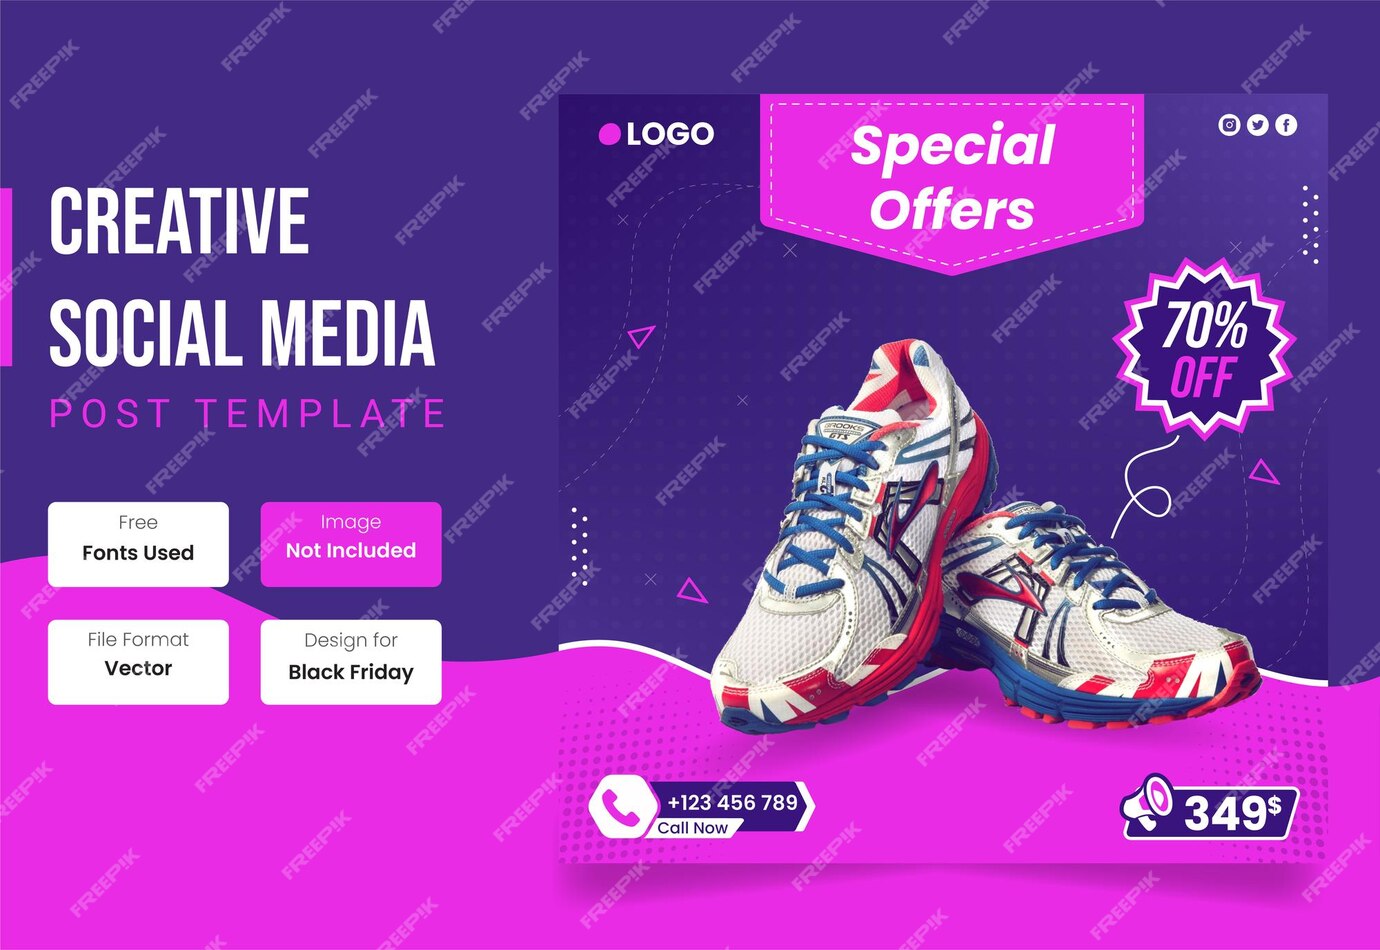 CREATIVE
SOCIAL MEDIA
POST TEMPLATE
Free
Fonts Used
Image
Not Included
File Format
Vector
Design for
Black Friday
LOGO
Special
Offers
70%
OFF
BROOKS
GTS
+123 456 789
Call Now
349$
FREEPIK